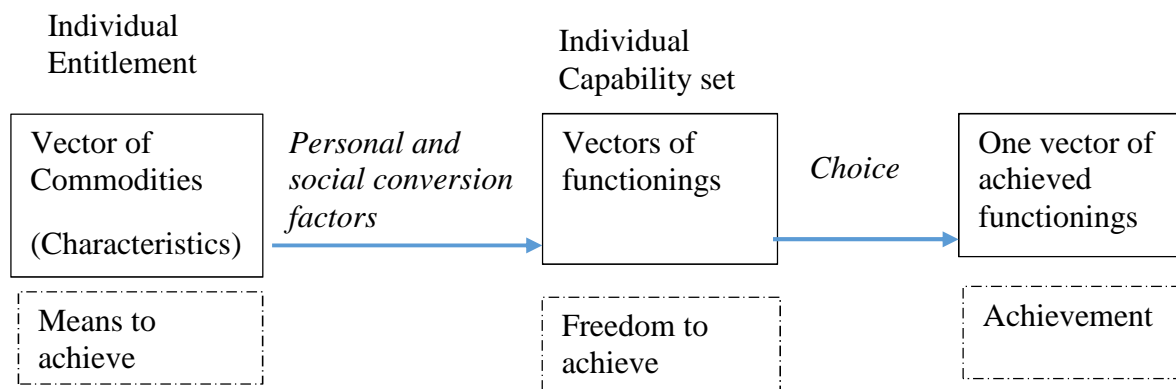 Individual
Entitlement
Individual
Capability set
Vector of
Commodities
(Characteristics)
Personal and
social conversion
factors
Vectors of
functionings
Choice
One vector of
achieved
functionings
Means to
achieve
Freedom to
achieve
Achievement